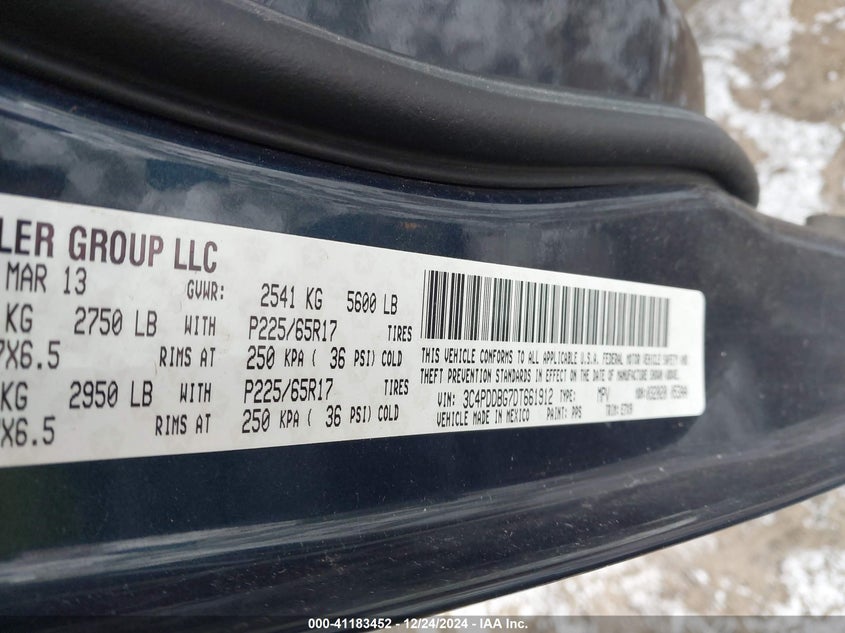 LER GROUP LLC
MAR 13 GVWR: 2541 KG 5600 LB
KG 2750 LB WITH P225/65R17 TIRES
X6.5 RIMS AT 250 KPA ( 36 PSI) COLD
KG 2950 LB WITH P225/65R17 TIRES
X6.5 RIMS AT 250 KPA ( 36 PSI) COLD
THIS VEHICLE CONFORMS TO ALL APPLICABLE U.S.A. FEDERAL MOTOR VEHICLE SAFETY AND
THEFT PREVENTION STANDARDS IN EFFECT ON THE DATE OF MANUFACTURE SHOWN ABOVE.
VIN: 3C4PDDBG7DT661912 TYPE: MPV
VEHICLE MADE IN MEXICO PAINT: PPS TRIM:
000-41183452 - 12/24/2024 - IAA Inc.